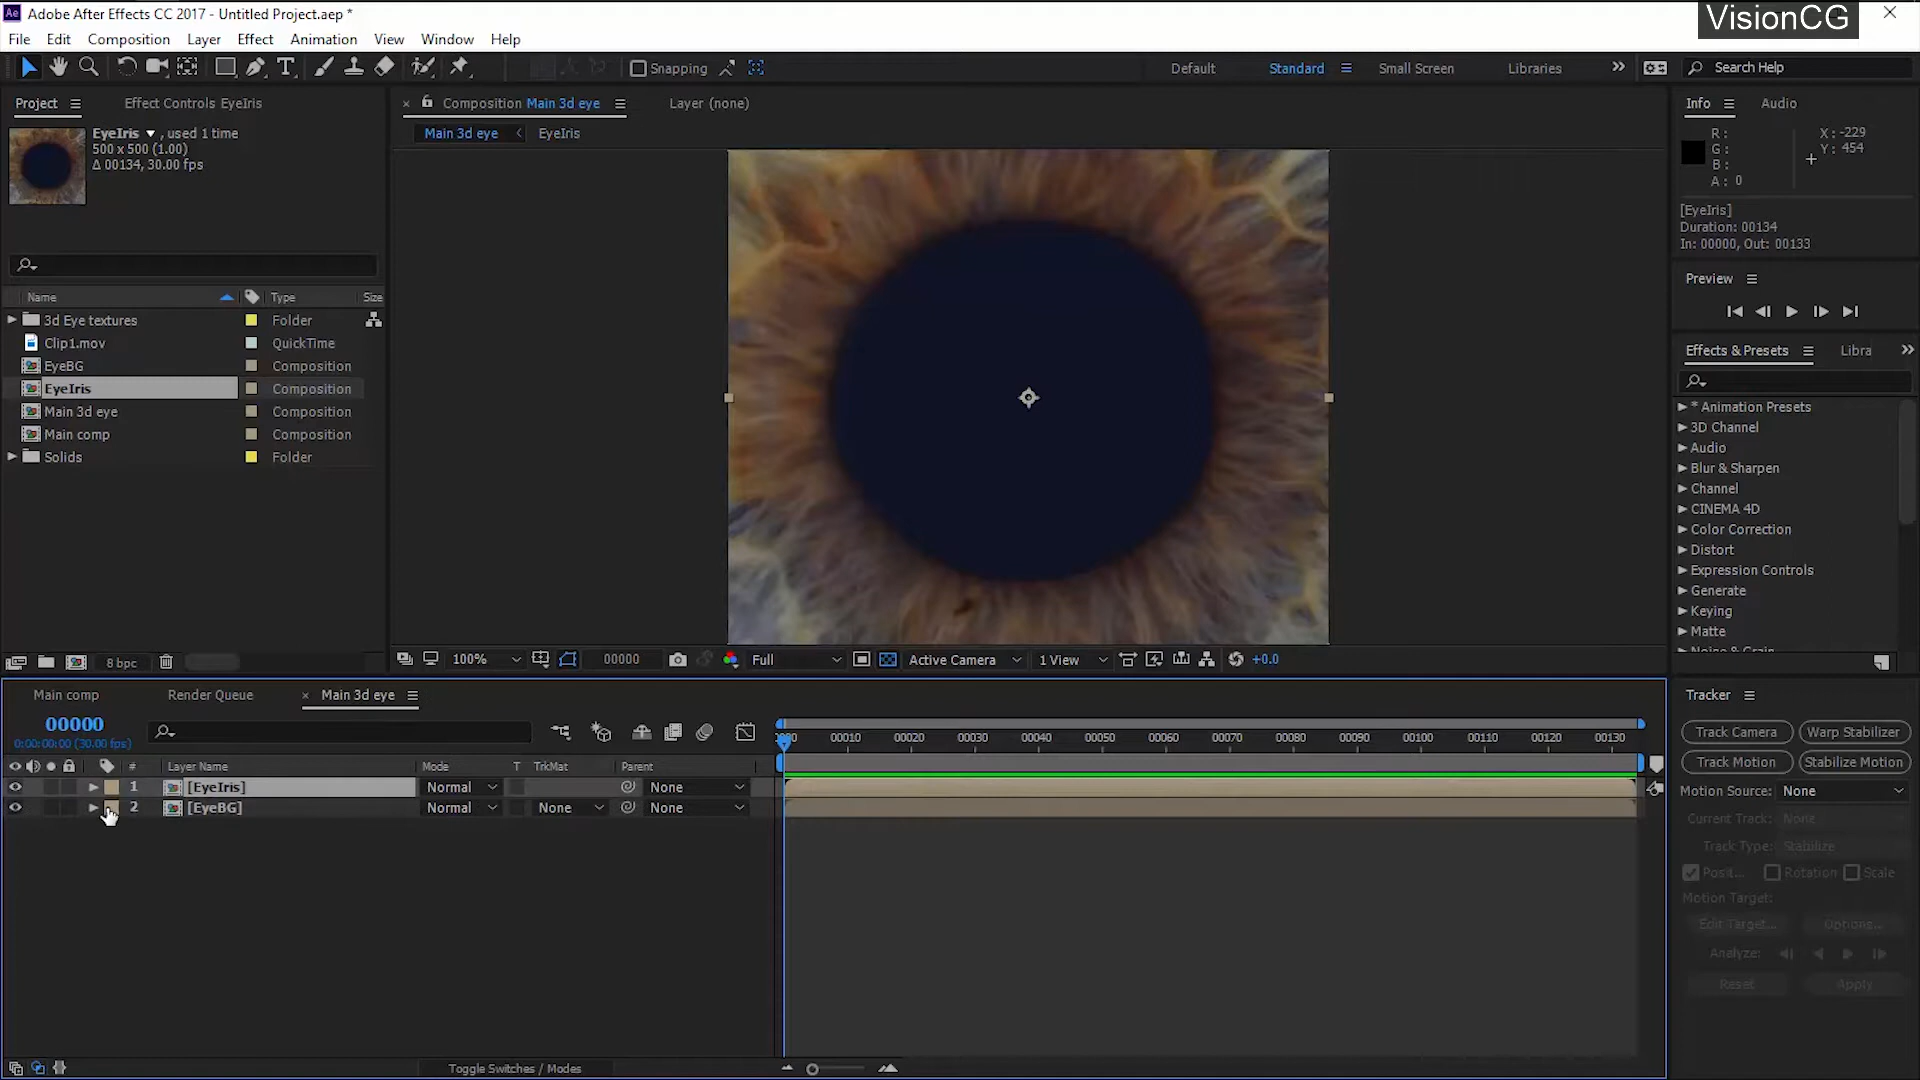 Adobe After Effects CC 2017 - Untitled Project.aep *
VisionCG
File Edit Composition Layer Effect Animation View Window Help
Snapping
Default Standard Small Screen Libraries
Search Help
Project Effect Controls EyeIris
EyeIris , used 1 time
500 x 500 (1.00)
Δ 00134, 30.00 fps
Name Type Size
3d Eye textures Folder
Clip1.mov QuickTime
EyeBG Composition
EyeIris Composition
Main 3d eye Composition
Main comp Composition
Solids Folder
8 bpc
Composition Main 3d eye Layer (none)
Main 3d eye EyeIris
100% 00000 Full Active Camera 1 View +0.0
Info Audio
R :
G :
B :
A : 0
X : -229
Y : 454
[EyeIris]
Duration: 00134
In: 00000, Out: 00133
Preview
Effects & Presets Libra
* Animation Presets
3D Channel
Audio
Blur & Sharpen
Channel
CINEMA 4D
Color Correction
Distort
Expression Controls
Generate
Keying
Matte
Noise & Grain
Main comp Render Queue Main 3d eye
00000
0:00:00:00 (30.00 fps)
00010 00020 00030 00040 00050 00060 00070 00080 00090 00100 00110 00120 00130
# Layer Name Mode T TrkMat Parent
1 [EyeIris] Normal None
2 [EyeBG] Normal None None
Toggle Switches / Modes
Tracker
Track Camera Warp Stabilizer
Track Motion Stabilize Motion
Motion Source: None
Current Track: None
Track Type: Stabilize
Posit... Rotation Scale
Motion Target:
Edit Target... Options...
Analyze:
Reset Apply